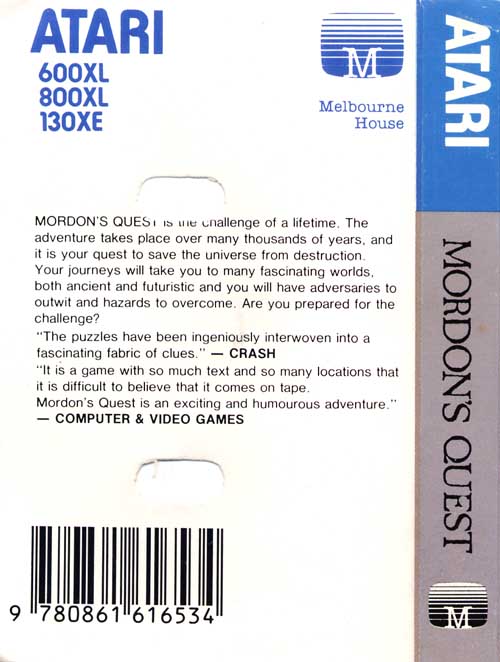 ATARI
600XL
800XL
130XE
M
Melbourne
House
MORDON'S QUEST is the challenge of a lifetime. The
adventure takes place over many thousands of years, and
it is your quest to save the universe from destruction.
Your journeys will take you to many fascinating worlds,
both ancient and futuristic and you will have adversaries to
outwit and hazards to overcome. Are you prepared for the
challenge?
"The puzzles have been ingeniously interwoven into a
fascinating fabric of clues." — CRASH
"It is a game with so much text and so many locations that
it is difficult to believe that it comes on tape.
Mordon's Quest is an exciting and humourous adventure."
— COMPUTER & VIDEO GAMES
9 780861 616534
ATARI
MORDON'S QUEST
M